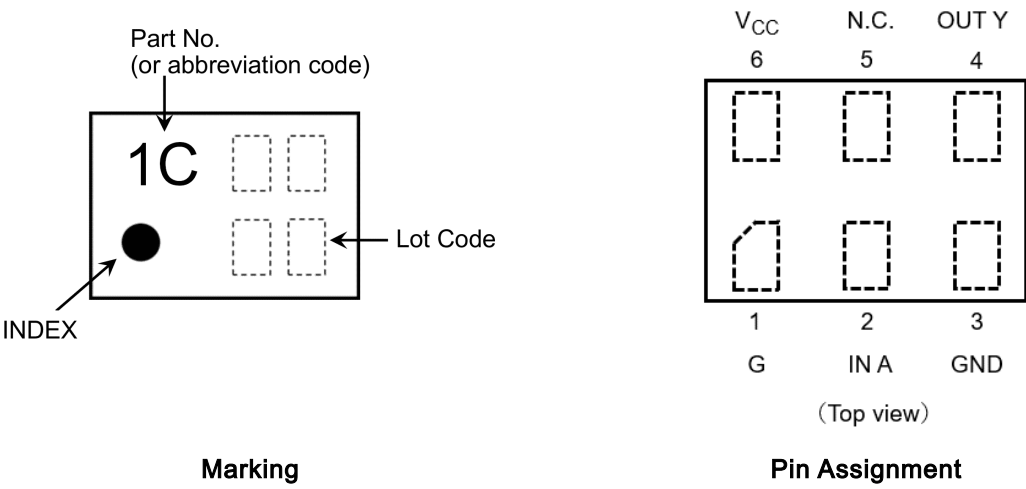 Part No.
(or abbreviation code)
1C
Lot Code
INDEX
Marking
VCC N.C. OUT Y
6 5 4
1 2 3
G IN A GND
(Top view)
Pin Assignment